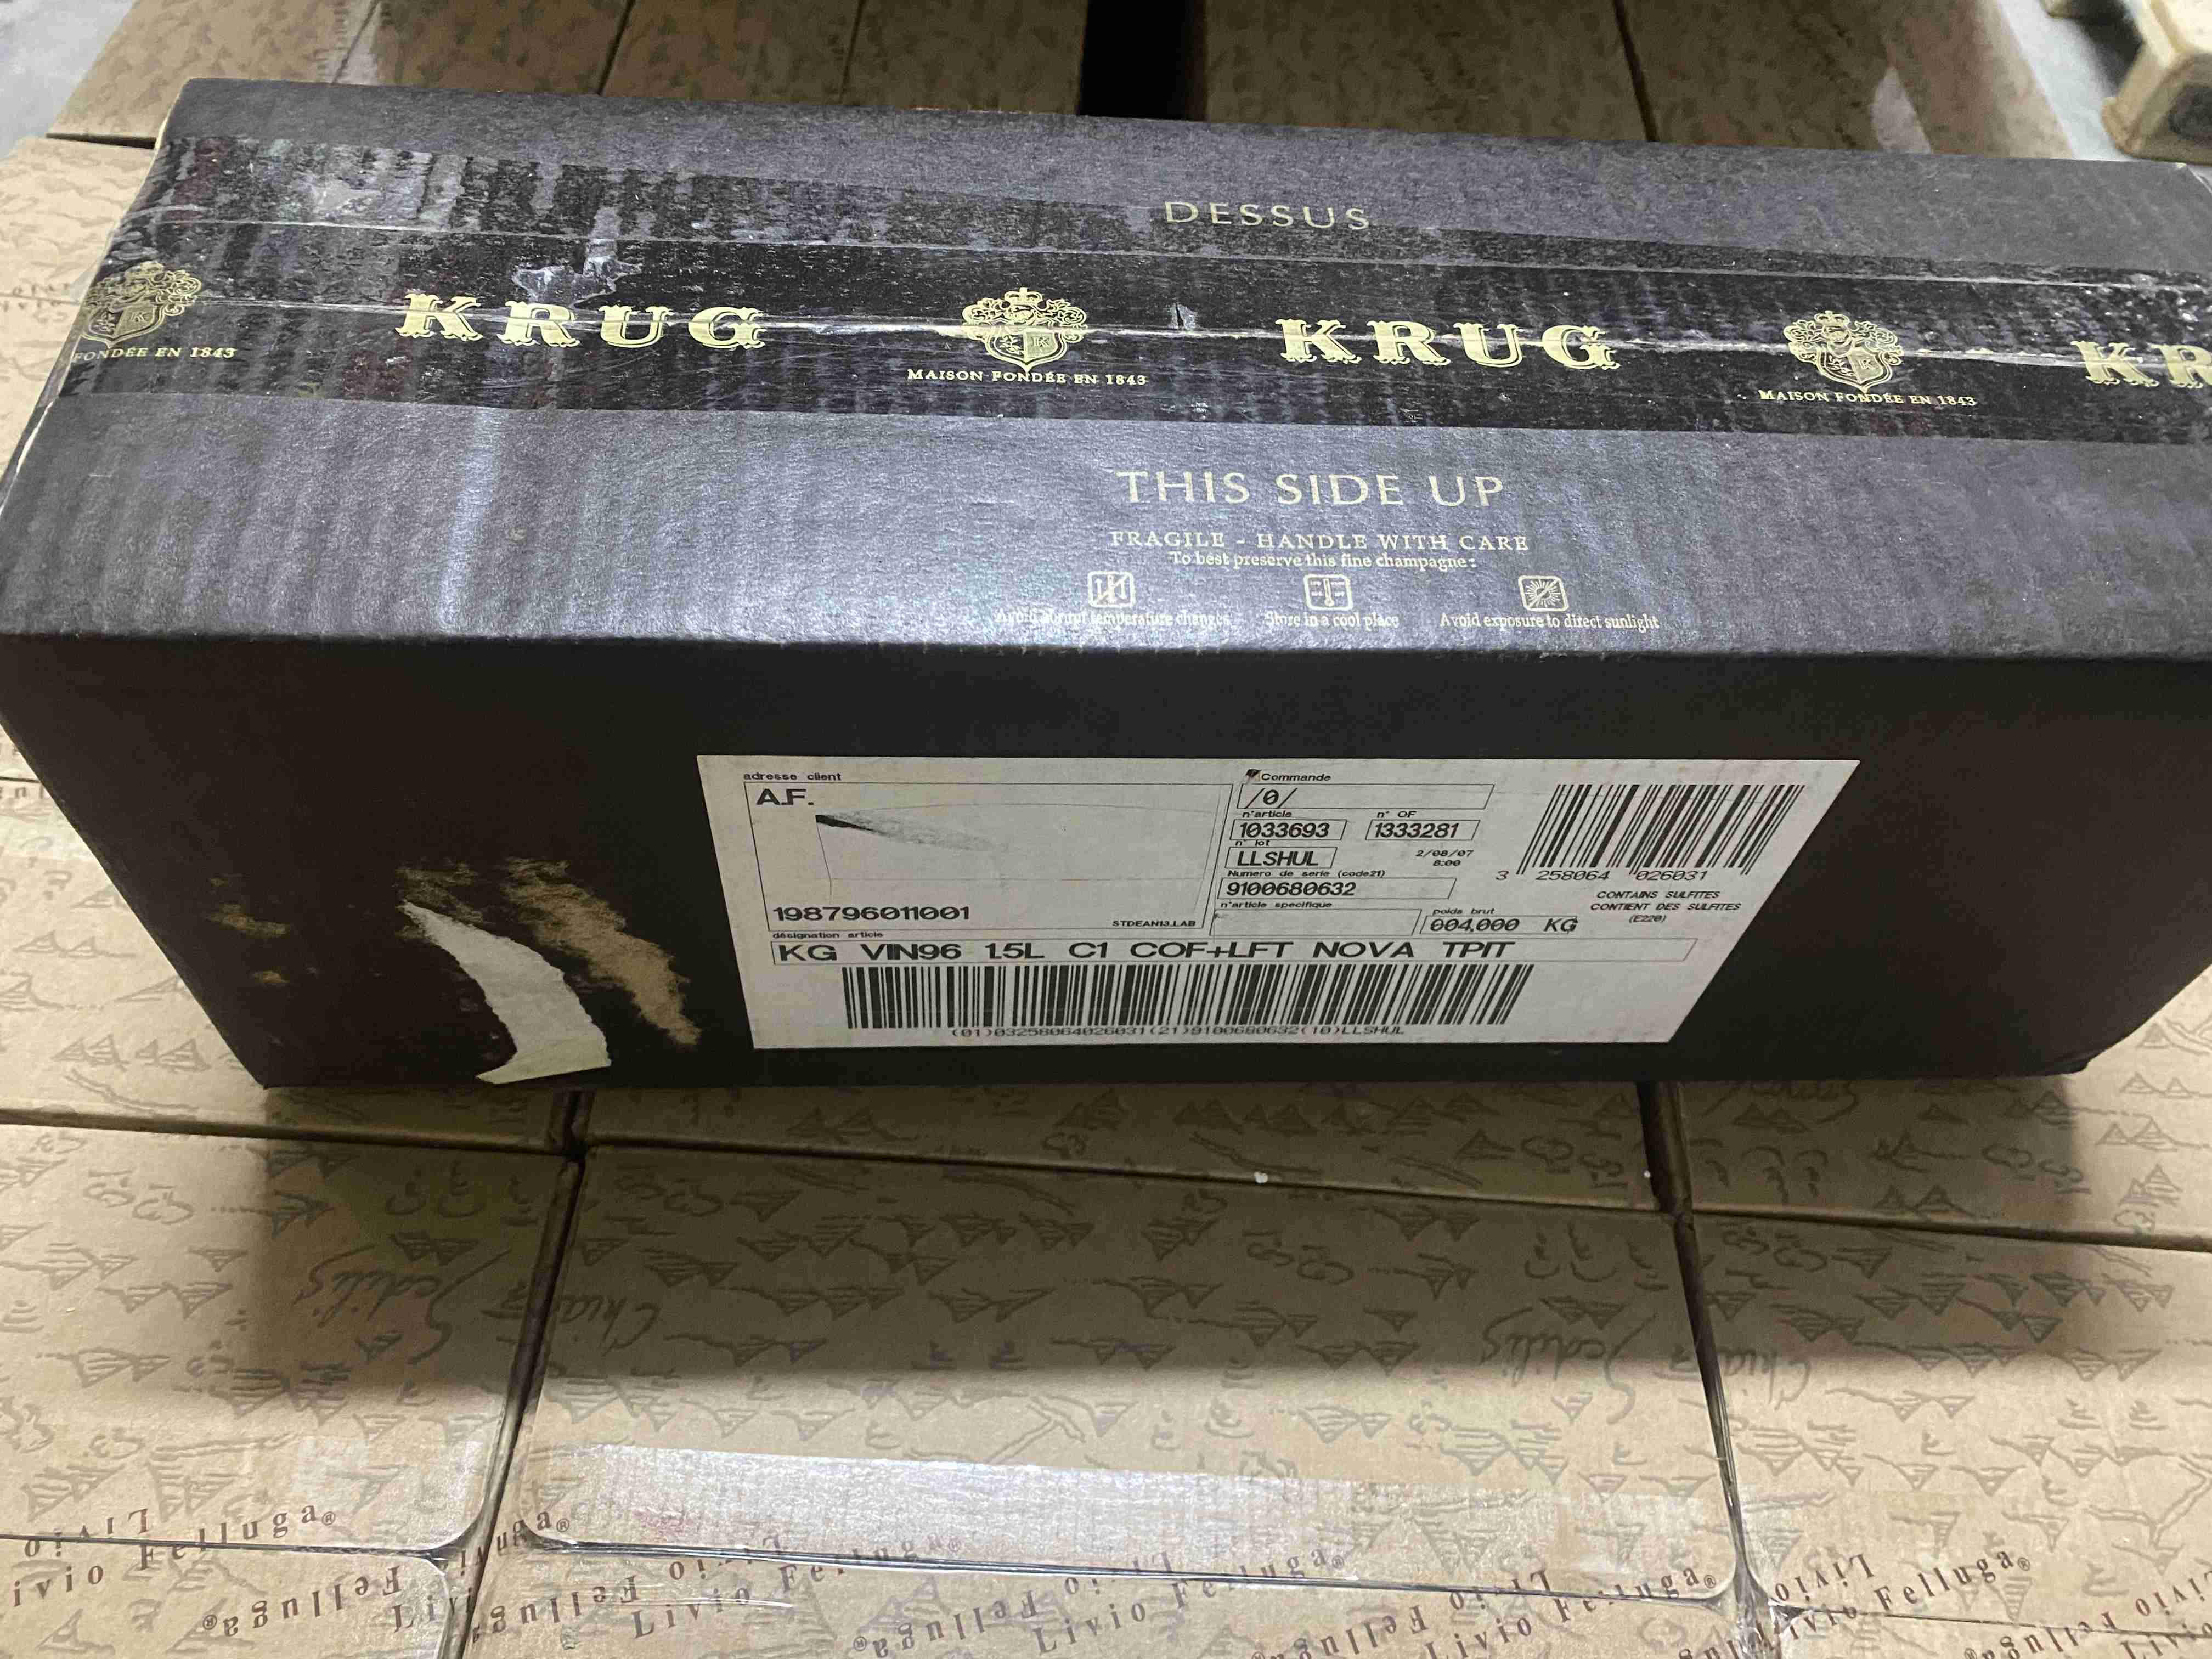 DESSUS
FONDÉE EN 1843
KRUG
MAISON FONDÉE EN 1843
KRUG
MAISON FONDÉE EN 1843
KR
THIS SIDE UP
FRAGILE - HANDLE WITH CARE
To best preserve this fine champagne:
Avoid abrupt temperature changes
Store in a cool place
Avoid exposure to direct sunlight
adresse client
A.F.
198796011001
STDEAN13.LAB
Commande
/0/
n°article
1033693
n° OF
1333281
n° lot
LLSHUL
2/08/07
8:00
Numero de serie (code21)
9100680632
n°article specifique
poids brut
004,000 KG
3 258064 026031
CONTAINS SULFITES
CONTIENT DES SULFITES
(E220)
désignation article
KG VIN96 1.5L C1 COF+LFT NOVA TPIT
(01)03258064026031(21)9100680632(10)LLSHUL
Livio Felluga®
Livio Felluga®
Livio Felluga®
Livio Felluga®
Livio Felluga®